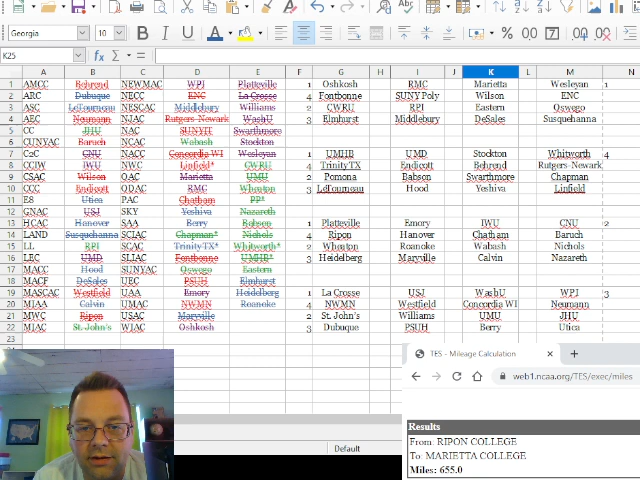 Georgia 10 B I U A
K25 fx Σ =
A B C D E F G H I J K L M N
1 AMCC Behrend NEWMAC WPI Platteville 1 Oshkosh RMC Marietta Wesleyan 1
2 ARC Dubuque NECC ENC La Crosse 4 Fontbonne SUNY Poly Wilson ENC
3 ASC LeTourneau NESCAC Middlebury Williams 2 CWRU RPI Eastern Oswego
4 AEC Neumann NJAC Rutgers-Newark WashU 3 Elmhurst Middlebury DeSales Susquehanna
5 CC JHU NAC SUNYIT Swarthmore
6 CUNYAC Baruch NCAC Wabash Stockton
7 C2C CNU NACC Concordia WI Wesleyan 1 UMHB UMD Stockton Whitworth 4
8 CCIW IWU NWC Linfield* CWRU 4 Trinity TX Endicott Behrend Rutgers-Newark
9 CSAC Wilson OAC Marietta UMU 2 Pomona Babson Swarthmore Chapman
10 CCC Endicott ODAC RMC Wheaton 3 LeTourneau Hood Yeshiva Linfield
11 E8 Utica PAC Chatham PP*
12 GNAC USJ SKY Yeshiva Nazareth
13 HCAC Hanover SAA Berry Babson 1 Platteville Emory IWU CNU 2
14 LAND Susquehanna SCIAC Chapman* Nichols 4 Ripon Hanover Chatham Baruch
15 LL RPI SCAC TrinityTX* Whitworth* 2 Wheaton Roanoke Wabash Nichols
16 LEC UMD SLIAC Fontbonne UMHB* 3 Heidelberg Maryville Calvin Nazareth
17 MACC Hood SUNYAC Oswego Eastern
18 MACF DeSales UEC PSUH Elmhurst
19 MASCAC Westfield UAA Emory Heidelberg 1 La Crosse USJ WashU WPI 3
20 MIAA Calvin UMAC NWMN Roanoke 4 NWMN Westfield Concordia WI Neumann
21 MWC Ripon USAC Maryville 2 St. John's Williams UMU JHU
22 MIAC St. John's WIAC Oshkosh 3 Dubuque PSUH Berry Utica
23
Default
TES - Mileage Calculation
web1.ncaa.org/TES/exec/miles
Results
From: RIPON COLLEGE
To: MARIETTA COLLEGE
Miles: 655.0